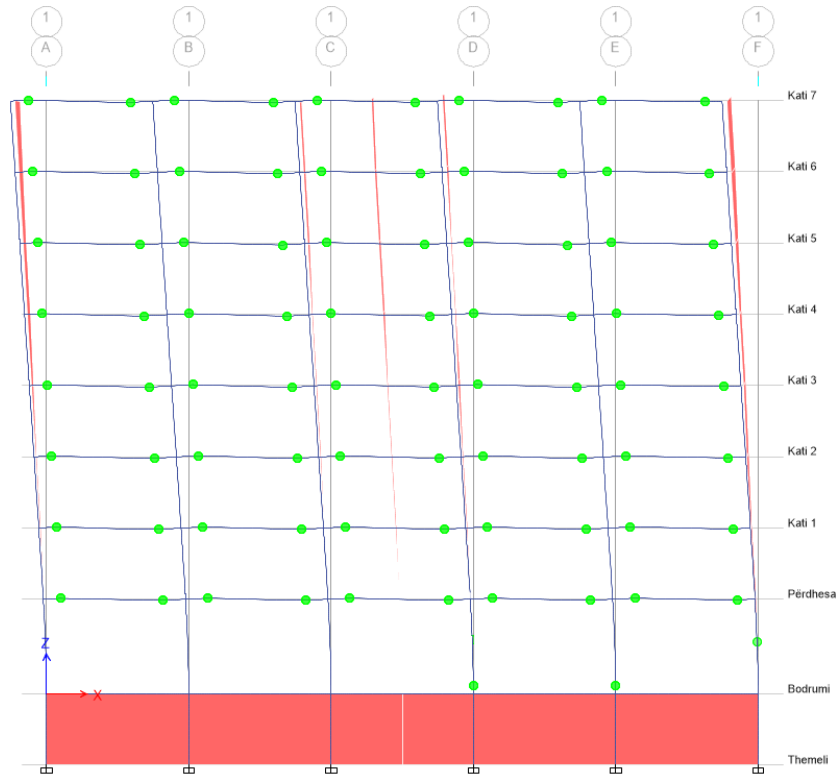 1 1 1 1 1 1
A B C D E F
Kati 7
Kati 6
Kati 5
Kati 4
Kati 3
Kati 2
Kati 1
Përdhesa
Z
X
Bodrumi
Themeli